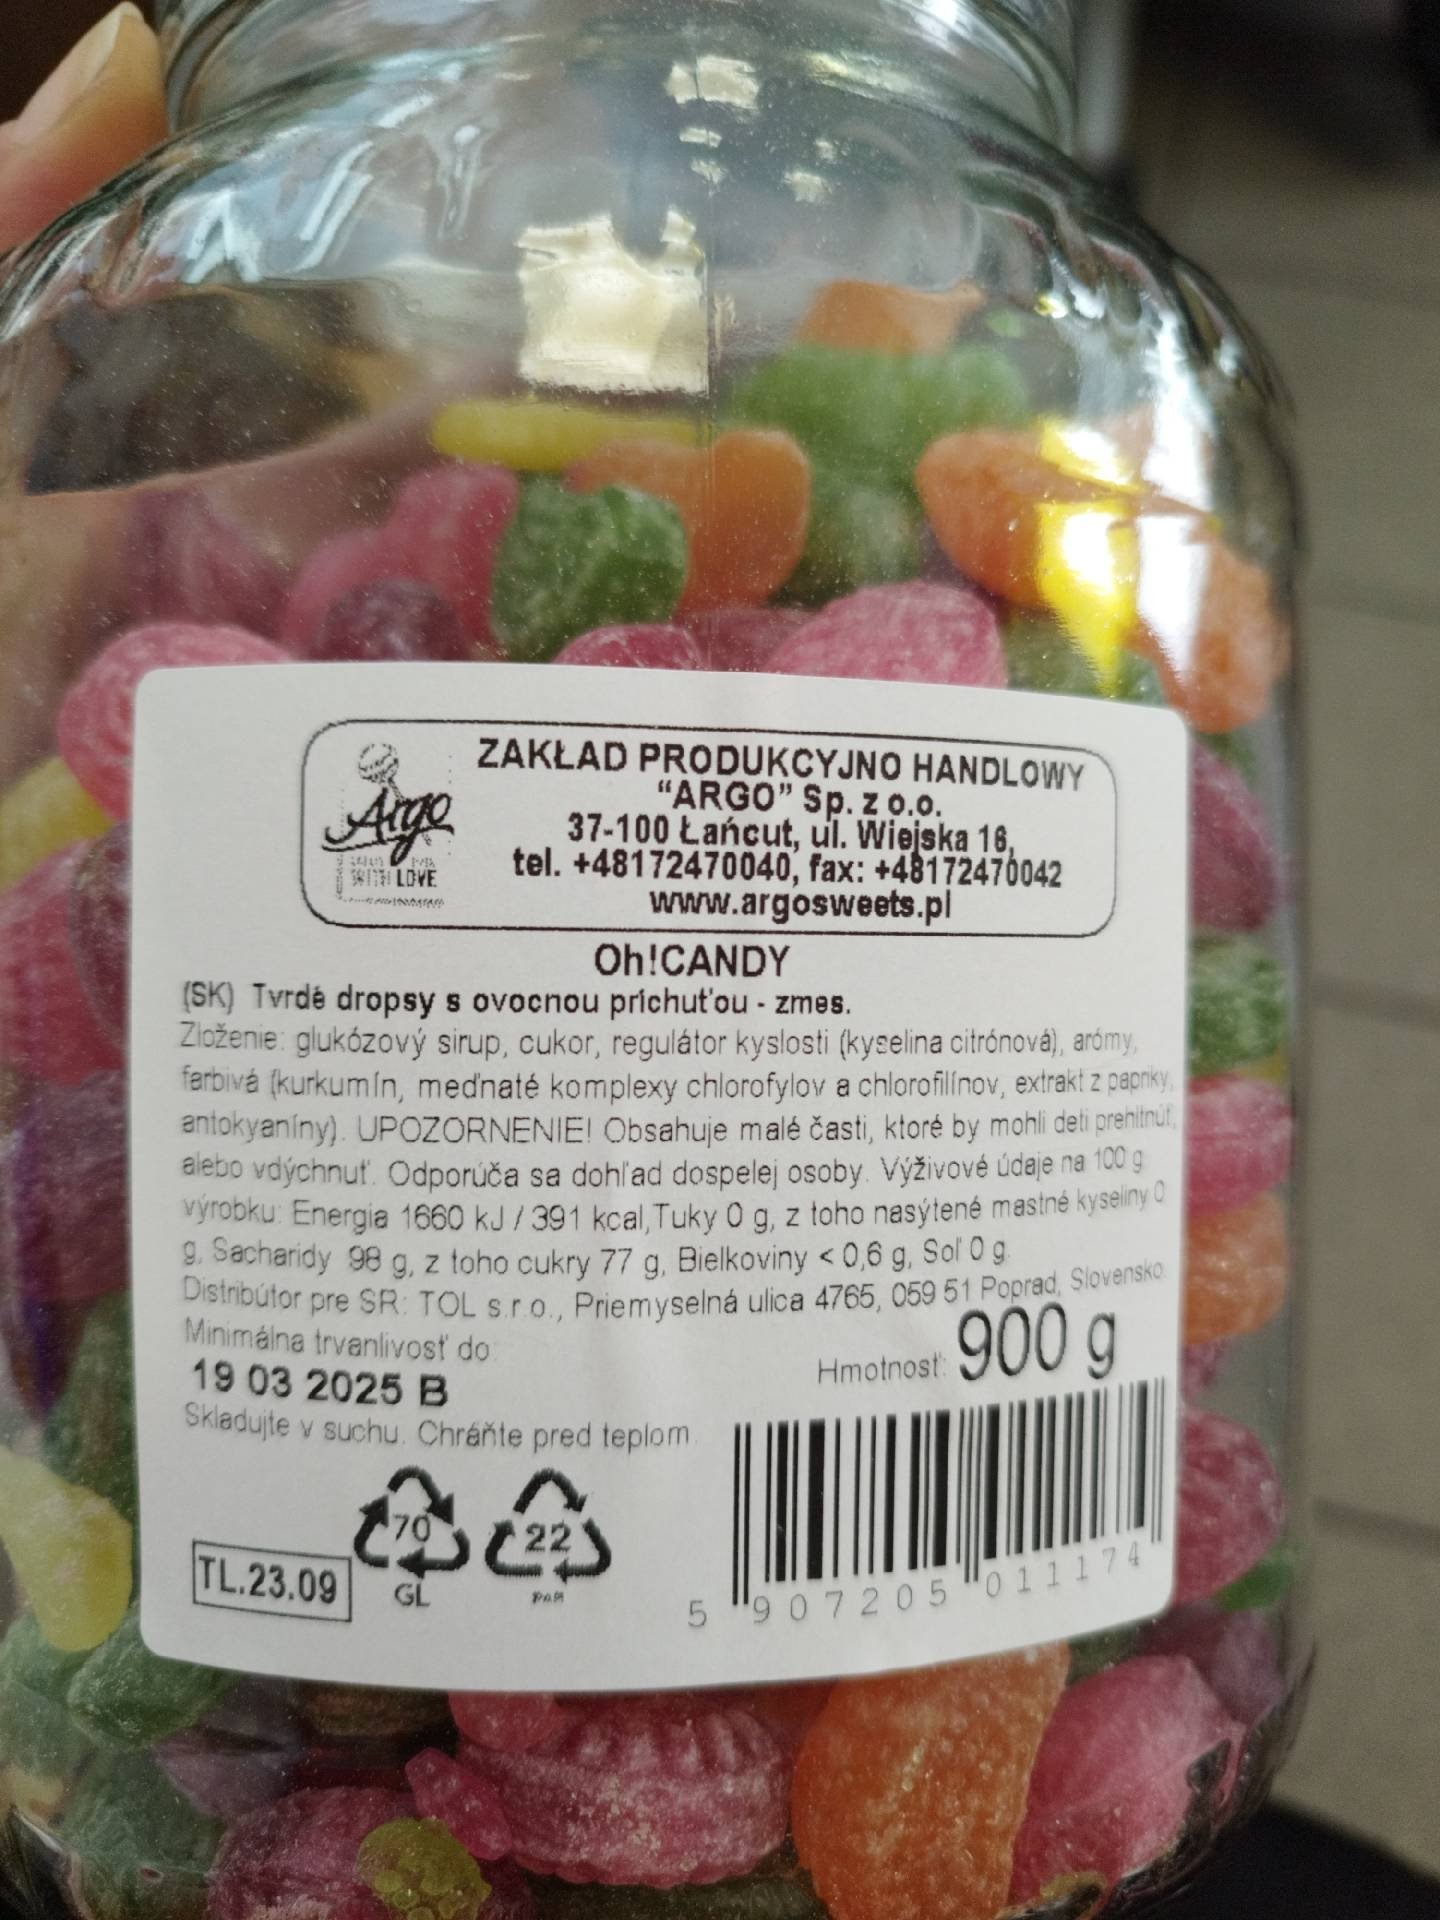 Argo
WITH LOVE
ZAKŁAD PRODUKCYJNO HANDLOWY
“ARGO” Sp. z o.o.
37-100 Łańcut, ul. Wiejska 16,
tel. +48172470040, fax: +48172470042
www.argosweets.pl
Oh!CANDY
(SK) Tvrdé dropsy s ovocnou príchuťou - zmes.
Zloženie: glukózový sirup, cukor, regulátor kyslosti (kyselina citrónová), arómy,
farbivá (kurkumín, meďnaté komplexy chlorofylov a chlorofilínov, extrakt z papriky,
antokyaníny). UPOZORNENIE! Obsahuje malé časti, ktoré by mohli deti prehltnúť,
alebo vdýchnuť. Odporúča sa dohľad dospelej osoby. Výživové údaje na 100 g
výrobku: Energia 1660 kJ / 391 kcal, Tuky 0 g, z toho nasýtené mastné kyseliny 0
g, Sacharidy 98 g, z toho cukry 77 g, Bielkoviny < 0,6 g, Soľ 0 g.
Distribútor pre SR: TOL s.r.o., Priemyselná ulica 4765, 059 51 Poprad, Slovensko.
Minimálna trvanlivosť do:
19 03 2025 B
Hmotnosť: 900 g
Skladujte v suchu. Chráňte pred teplom.
TL.23.09
70
GL
22
PAP
5 907205 011174